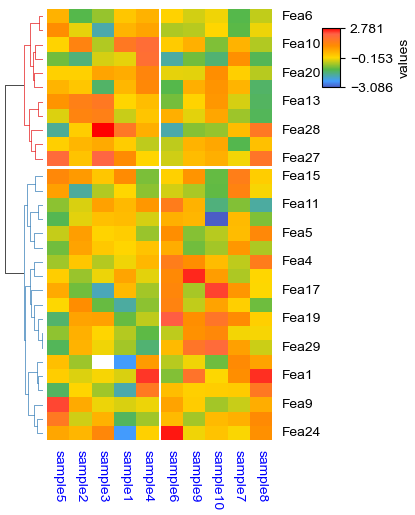 Fea6
Fea10
Fea20
Fea13
Fea28
Fea27
Fea15
Fea11
Fea5
Fea4
Fea17
Fea19
Fea29
Fea1
Fea9
Fea24
sample5
sample2
sample3
sample1
sample4
sample6
sample9
sample10
sample7
sample8
2.781
−0.153
−3.086
values